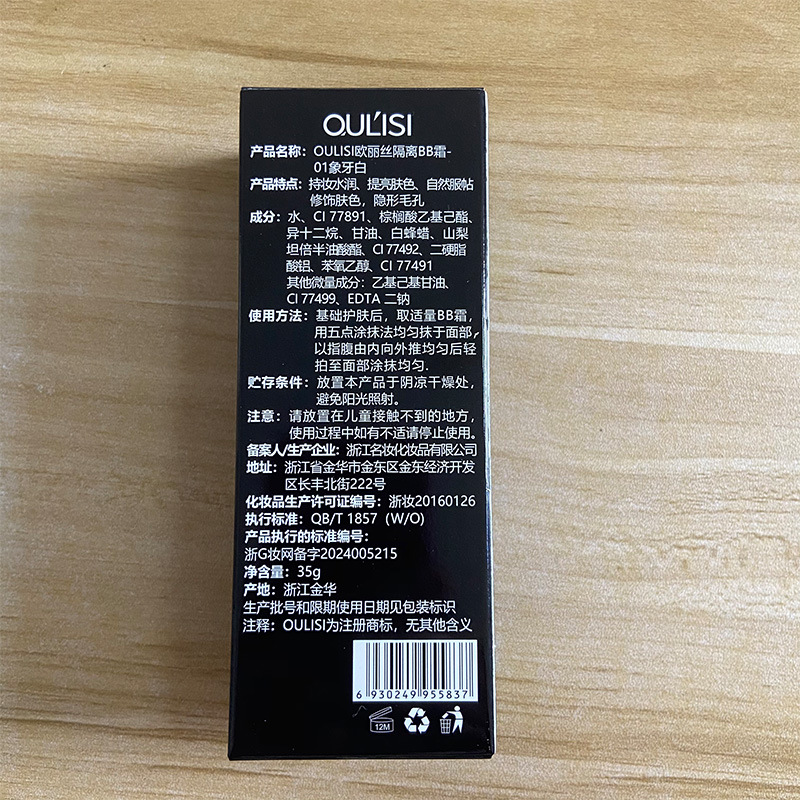 OULISI
产品名称：OULISI欧丽丝隔离BB霜-
01象牙白
产品特点：持妆水润、提亮肤色、自然服帖
修饰肤色，隐形毛孔
成分：水、CI 77891、棕榈酸乙基己酯、
异十二烷、甘油、白蜂蜡、山梨
坦倍半油酸酯、CI 77492、二硬脂
酸铝、苯氧乙醇、CI 77491
其他微量成分：乙基己基甘油、
CI 77499、EDTA 二钠
使用方法：基础护肤后，取适量BB霜，
用五点涂抹法均匀抹于面部，
以指腹由内向外推均匀后轻
拍至面部涂抹均匀.
贮存条件：放置本产品于阴凉干燥处，
避免阳光照射。
注意：请放置在儿童接触不到的地方，
使用过程中如有不适请停止使用。
备案人/生产企业：浙江名妆化妆品有限公司
地址：浙江省金华市金东区金东经济开发
区长丰北街222号
化妆品生产许可证编号：浙妆20160126
执行标准：QB/T 1857 (W/O)
产品执行的标准编号：
浙G妆网备字2024005215
净含量：35g
产地：浙江金华
生产批号和限期使用日期见包装标识
注释：OULISI为注册商标，无其他含义
6 930249 955837
12M